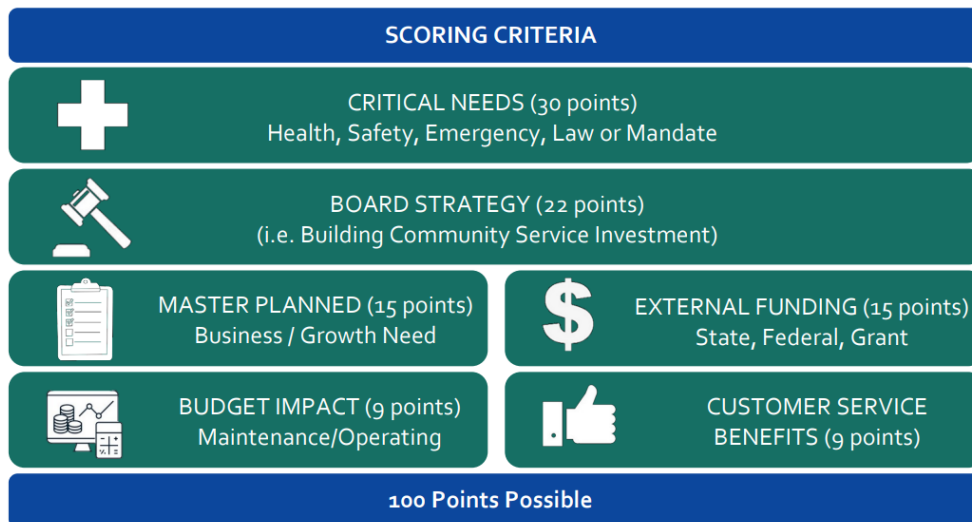 SCORING CRITERIA
CRITICAL NEEDS (30 points)
Health, Safety, Emergency, Law or Mandate
BOARD STRATEGY (22 points)
(i.e. Building Community Service Investment)
MASTER PLANNED (15 points)
Business / Growth Need
EXTERNAL FUNDING (15 points)
State, Federal, Grant
BUDGET IMPACT (9 points)
Maintenance/Operating
CUSTOMER SERVICE
BENEFITS (9 points)
100 Points Possible